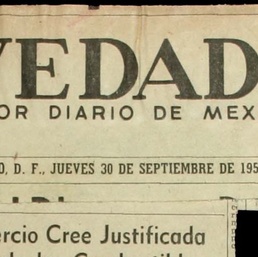 VEDAD
OR DIARIO DE MEX
O, D. F., JUEVES 30 DE SEPTIEMBRE DE 195
ercio Cree Justificada